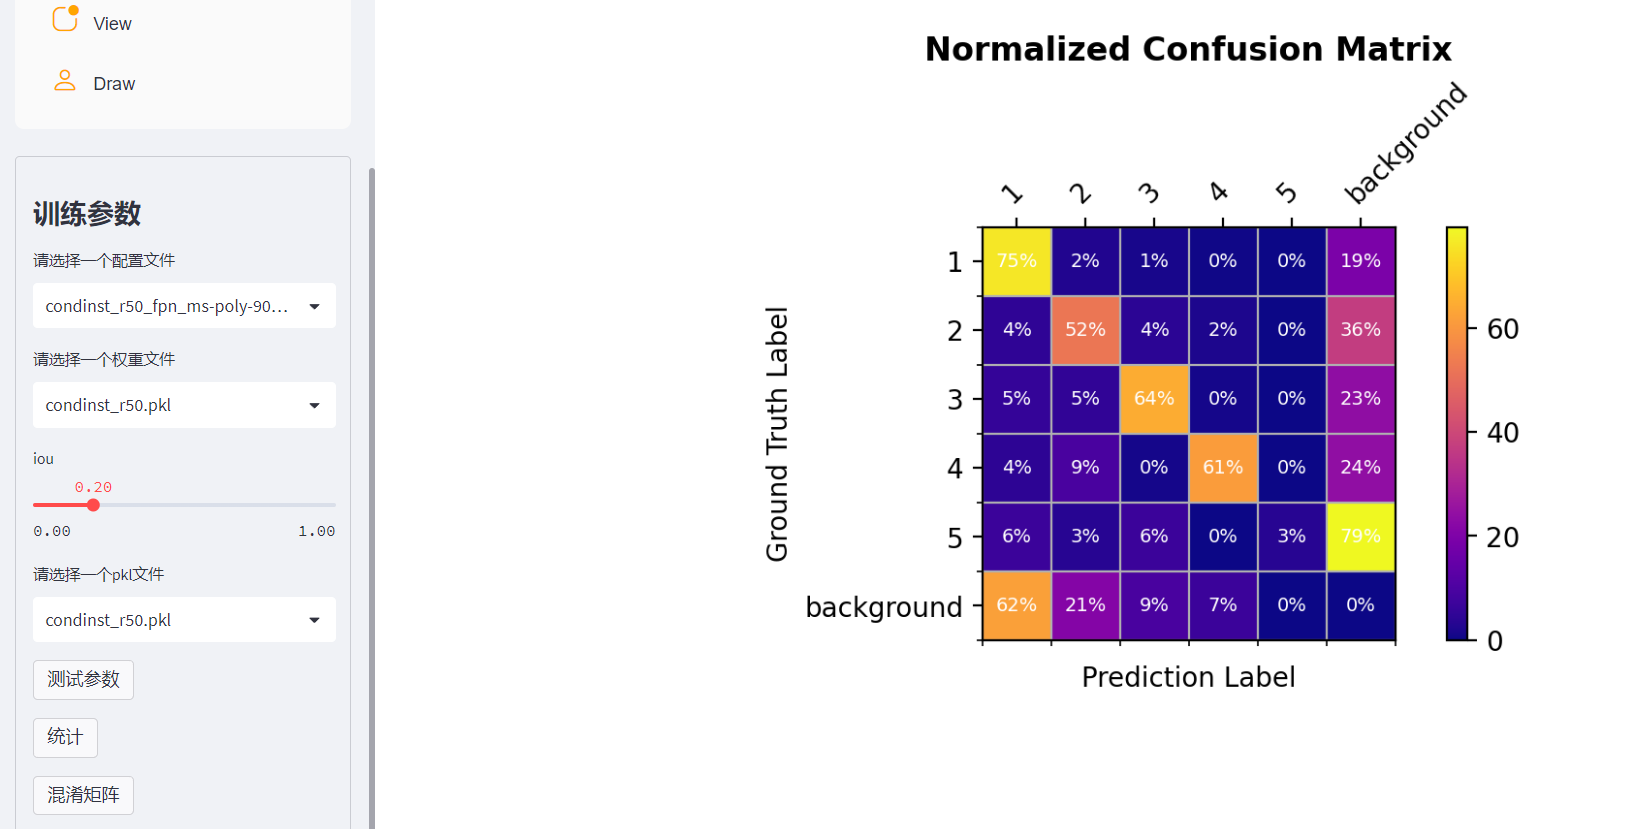 View
Draw
训练参数
请选择一个配置文件
condinst_r50_fpn_ms-poly-90...
请选择一个权重文件
condinst_r50.pkl
iou
0.20
0.00 1.00
请选择一个pkl文件
condinst_r50.pkl
测试参数
统计
混淆矩阵
Normalized Confusion Matrix
1 2 3 4 5 background
1 75% 2% 1% 0% 0% 19%
2 4% 52% 4% 2% 0% 36%
3 5% 5% 64% 0% 0% 23%
4 4% 9% 0% 61% 0% 24%
5 6% 3% 6% 0% 3% 79%
background 62% 21% 9% 7% 0% 0%
Ground Truth Label
Prediction Label
60
40
20
0